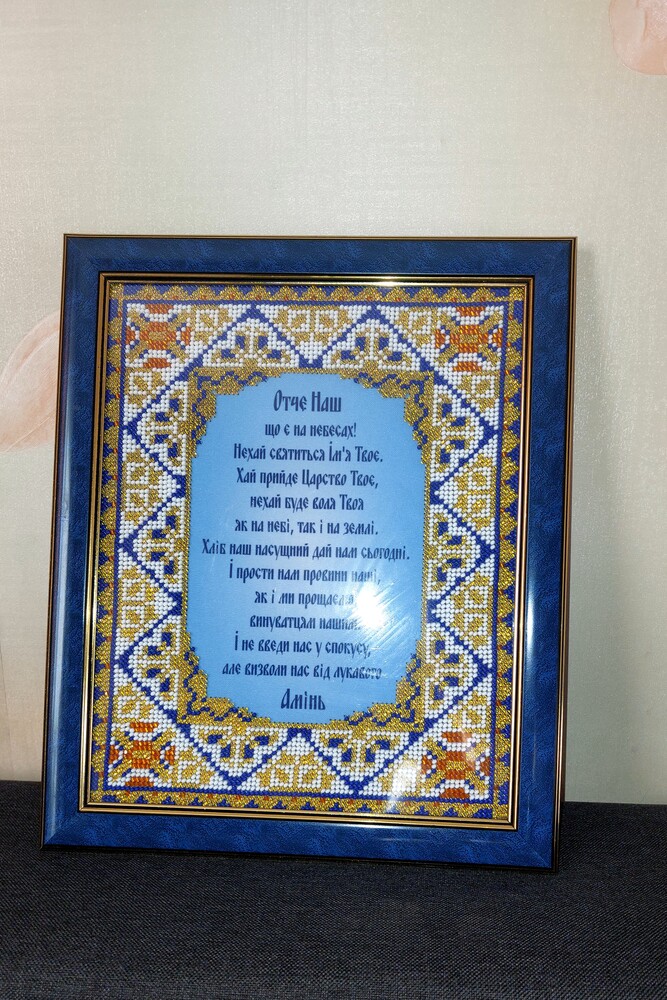 Отче Наш
що є на небесах!
Нехай святиться Ім'я Твоє.
Хай прийде Царство Твоє,
нехай буде воля Твоя
як на небі, так і на землі.
Хліб наш насущний дай нам сьогодні.
І прости нам провини наші,
як і ми прощаєм
винуватцям нашим
І не введи нас у спокусу,
але визволи нас від лукавого
Амінь